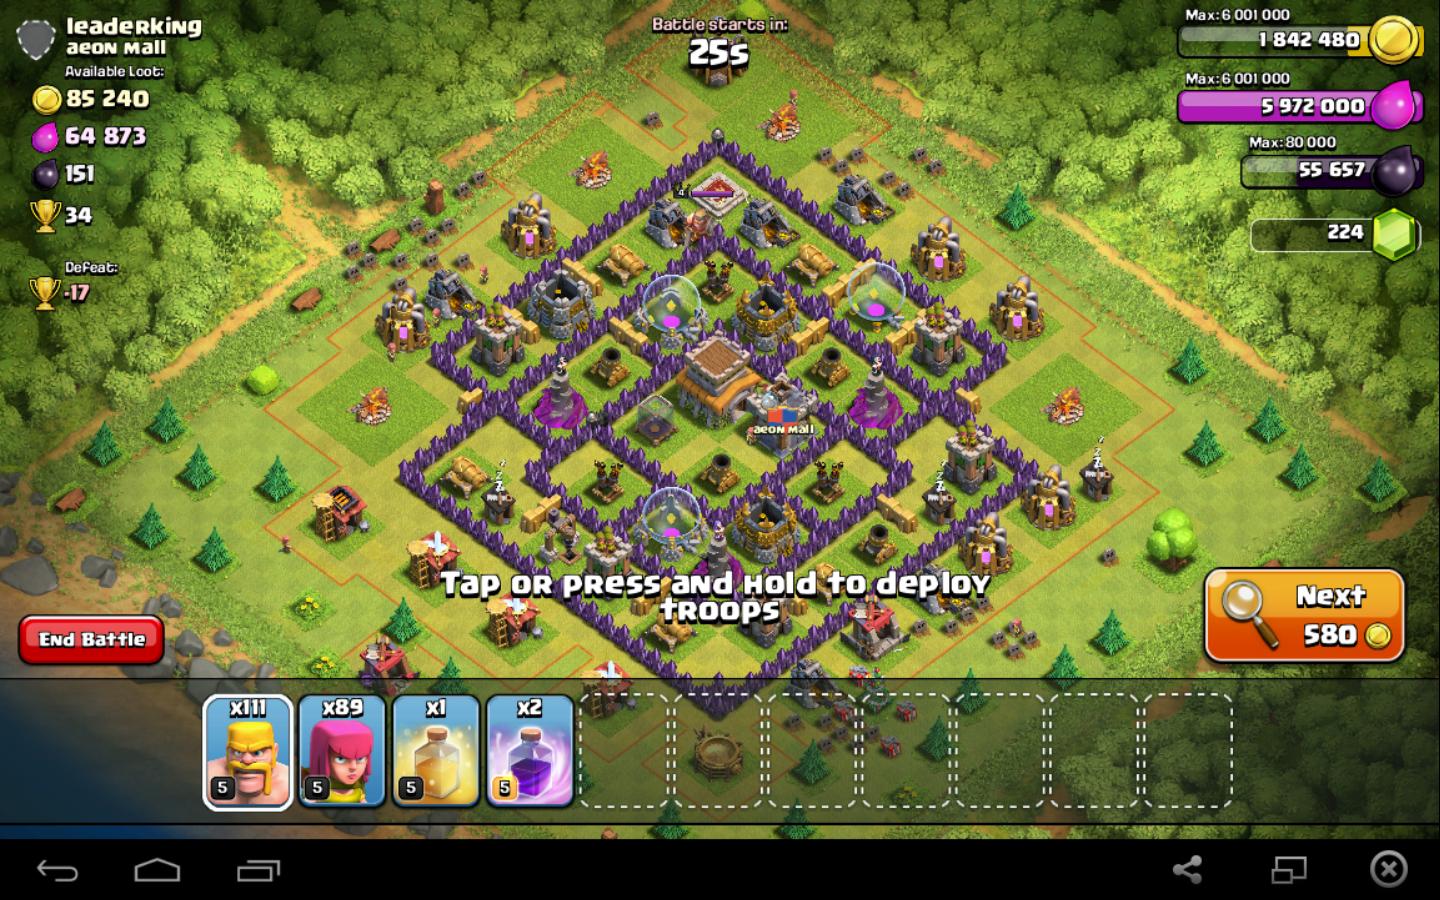 leaderking
aeon mall
Available Loot:
85 240
64 873
151
34
Defeat:
-17
Battle starts in:
25s
Max: 6 001 000
1 842 480
Max: 6 001 000
5 972 000
Max: 80 000
55 657
224
4
aeon mall
Tap or press and hold to deploy
troops
End Battle
Next
580
x111
5
x89
5
x1
5
x2
5